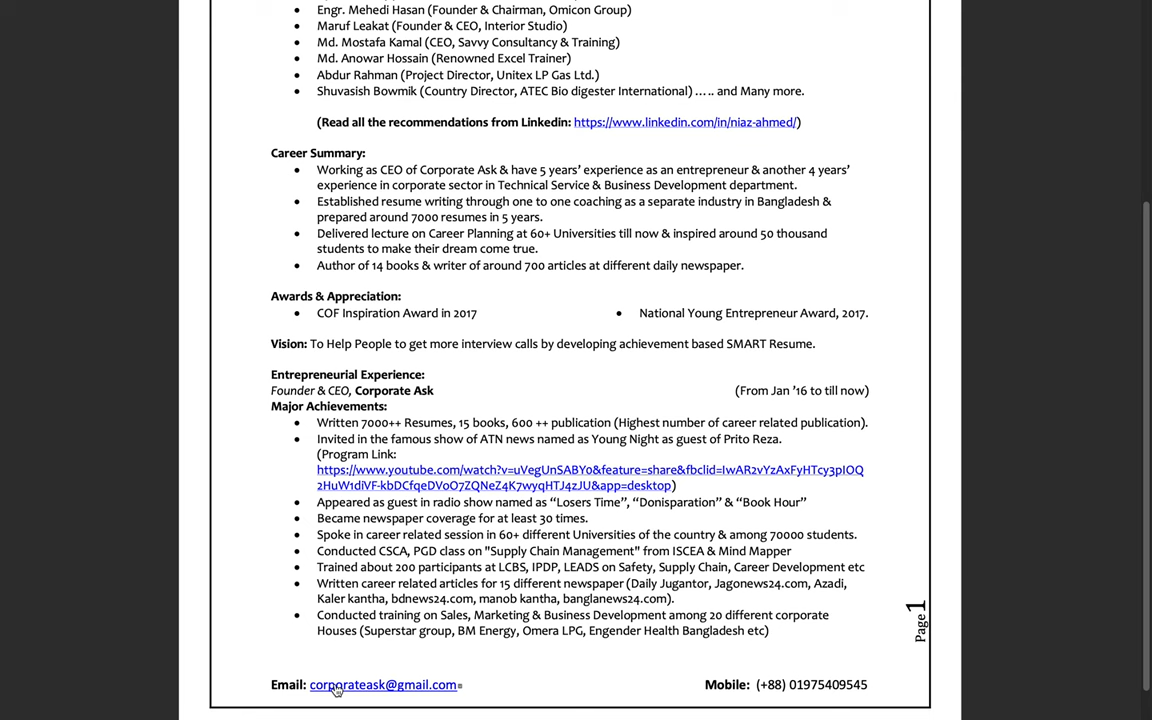 • Engr. Mehedi Hasan (Founder & Chairman, Omicon Group)
• Maruf Leakat (Founder & CEO, Interior Studio)
• Md. Mostafa Kamal (CEO, Savvy Consultancy & Training)
• Md. Anowar Hossain (Renowned Excel Trainer)
• Abdur Rahman (Project Director, Unitex LP Gas Ltd.)
• Shuvasish Bowmik (Country Director, ATEC Bio digester International) ..... and Many more.
(Read all the recommendations from Linkedin: https://www.linkedin.com/in/niaz-ahmed/)
Career Summary:
• Working as CEO of Corporate Ask & have 5 years’ experience as an entrepreneur & another 4 years’
experience in corporate sector in Technical Service & Business Development department.
• Established resume writing through one to one coaching as a separate industry in Bangladesh &
prepared around 7000 resumes in 5 years.
• Delivered lecture on Career Planning at 60+ Universities till now & inspired around 50 thousand
students to make their dream come true.
• Author of 14 books & writer of around 700 articles at different daily newspaper.
Awards & Appreciation:
• COF Inspiration Award in 2017 • National Young Entrepreneur Award, 2017.
Vision: To Help People to get more interview calls by developing achievement based SMART Resume.
Entrepreneurial Experience:
Founder & CEO, Corporate Ask (From Jan ’16 to till now)
Major Achievements:
• Written 7000++ Resumes, 15 books, 600 ++ publication (Highest number of career related publication).
• Invited in the famous show of ATN news named as Young Night as guest of Prito Reza.
(Program Link:
https://www.youtube.com/watch?v=uVegUnSABY0&feature=share&fbclid=IwAR2vYzAxFyHTcy3pIOQ
2HuW1diVF-kbDCfqeDVoO7ZQNeZ4K7wyqHTJ4zJU&app=desktop)
• Appeared as guest in radio show named as “Losers Time”, “Donisparation” & “Book Hour”
• Became newspaper coverage for at least 30 times.
• Spoke in career related session in 60+ different Universities of the country & among 70000 students.
• Conducted CSCA, PGD class on "Supply Chain Management" from ISCEA & Mind Mapper
• Trained about 200 participants at LCBS, IPDP, LEADS on Safety, Supply Chain, Career Development etc
• Written career related articles for 15 different newspaper (Daily Jugantor, Jagonews24.com, Azadi,
Kaler kantha, bdnews24.com, manob kantha, banglanews24.com).
• Conducted training on Sales, Marketing & Business Development among 20 different corporate
Houses (Superstar group, BM Energy, Omera LPG, Engender Health Bangladesh etc)
Page 1
Email: corporateask@gmail.com Mobile: (+88) 01975409545